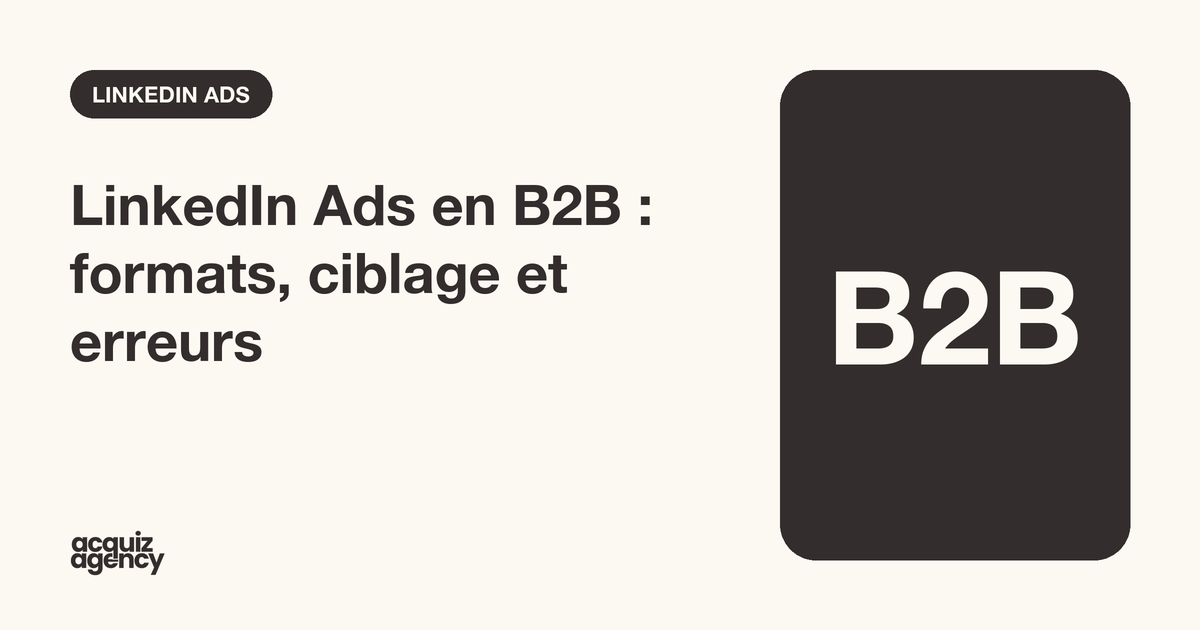 LINKEDIN ADS
LinkedIn Ads en B2B :
formats, ciblage et
erreurs
B2B
acquiz
agency